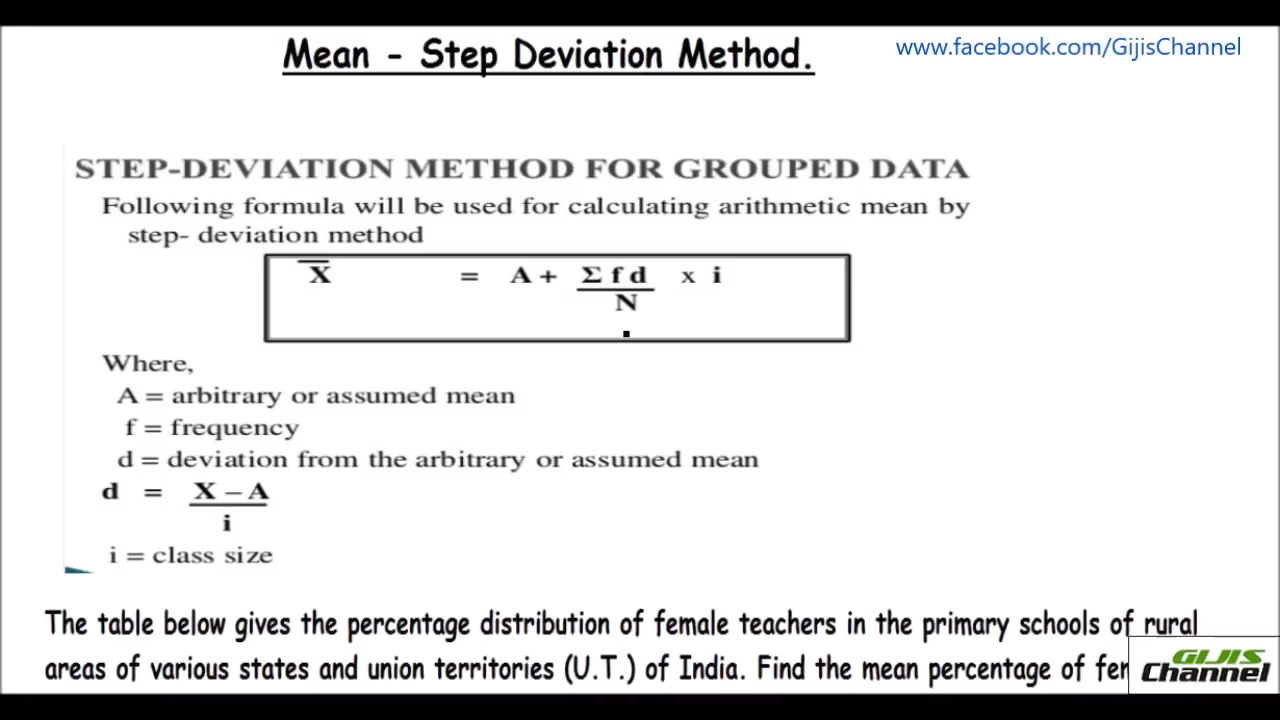 Mean - Step Deviation Method.
www.facebook.com/GijisChannel
STEP-DEVIATION METHOD FOR GROUPED DATA
Following formula will be used for calculating arithmetic mean by
step- deviation method
X̅ = A + Σ f d / N x i
Where,
A = arbitrary or assumed mean
f = frequency
d = deviation from the arbitrary or assumed mean
d = X – A / i
i = class size
The table below gives the percentage distribution of female teachers in the primary schools of rural
areas of various states and union territories (U.T.) of India. Find the mean percentage of
GIJIS
Channel